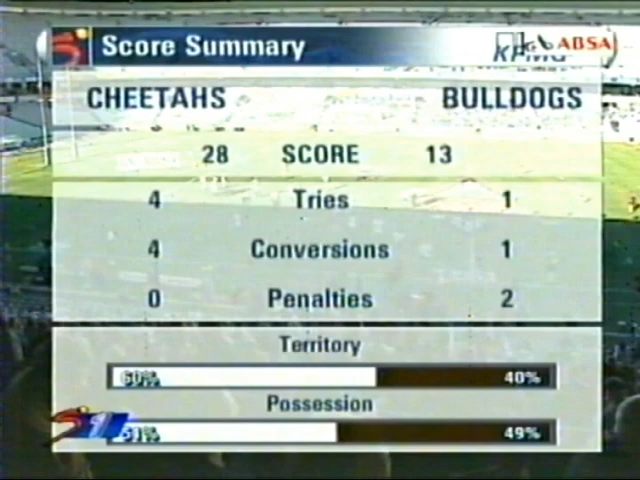 Score Summary
KPMG
ABSA
CHEETAHS BULLDOGS
28 SCORE 13
4 Tries 1
4 Conversions 1
0 Penalties 2
Territory
60% 40%
Possession
1
51% 49%